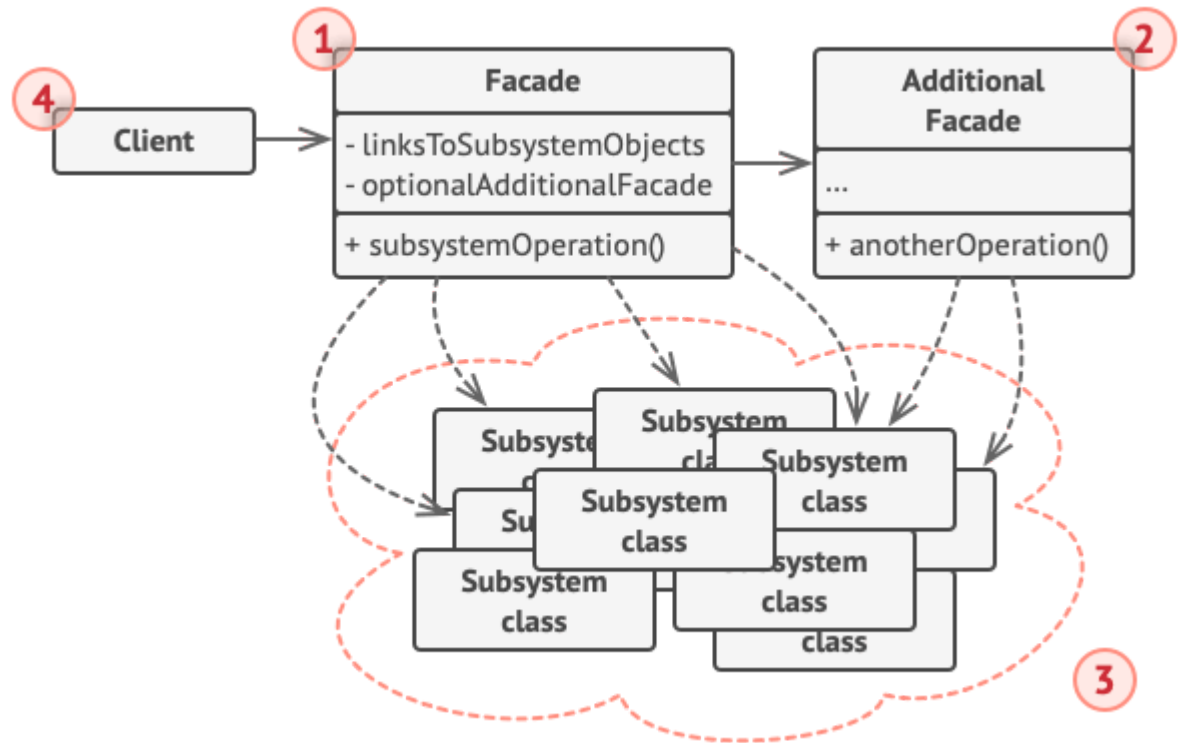 1
2
4
Facade
Additional
Facade
Client
- linksToSubsystemObjects
- optionalAdditionalFacade
...
+ subsystemOperation()
+ anotherOperation()
Subsystem
class
Subsystem
class
Subsystem
class
Subsystem
class
class
3